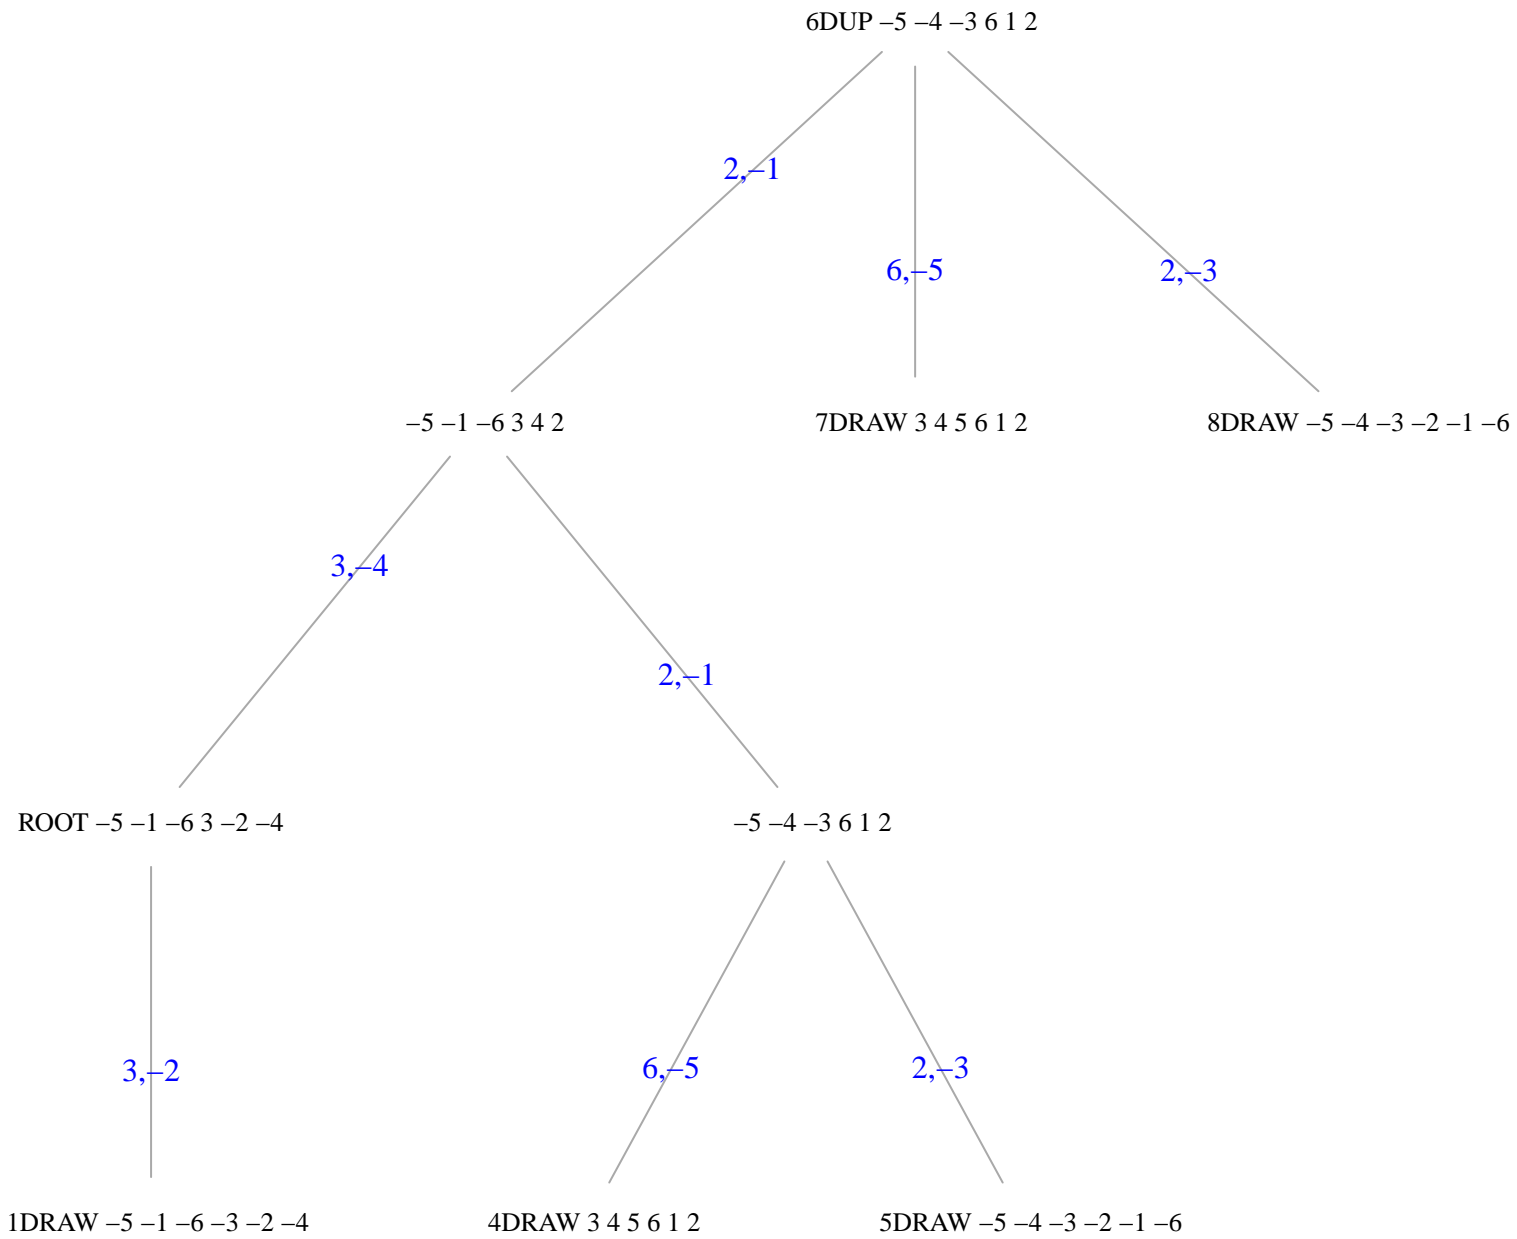 6DUP –5 –4 –3 6 1 2
2,–1
6,–5
2,–3
–5 –1 –6 3 4 2
7DRAW 3 4 5 6 1 2
8DRAW –5 –4 –3 –2 –1 –6
3,–4
2,–1
ROOT –5 –1 –6 3 –2 –4
–5 –4 –3 6 1 2
3,–2
6,–5
2,–3
1DRAW –5 –1 –6 –3 –2 –4
4DRAW 3 4 5 6 1 2
5DRAW –5 –4 –3 –2 –1 –6